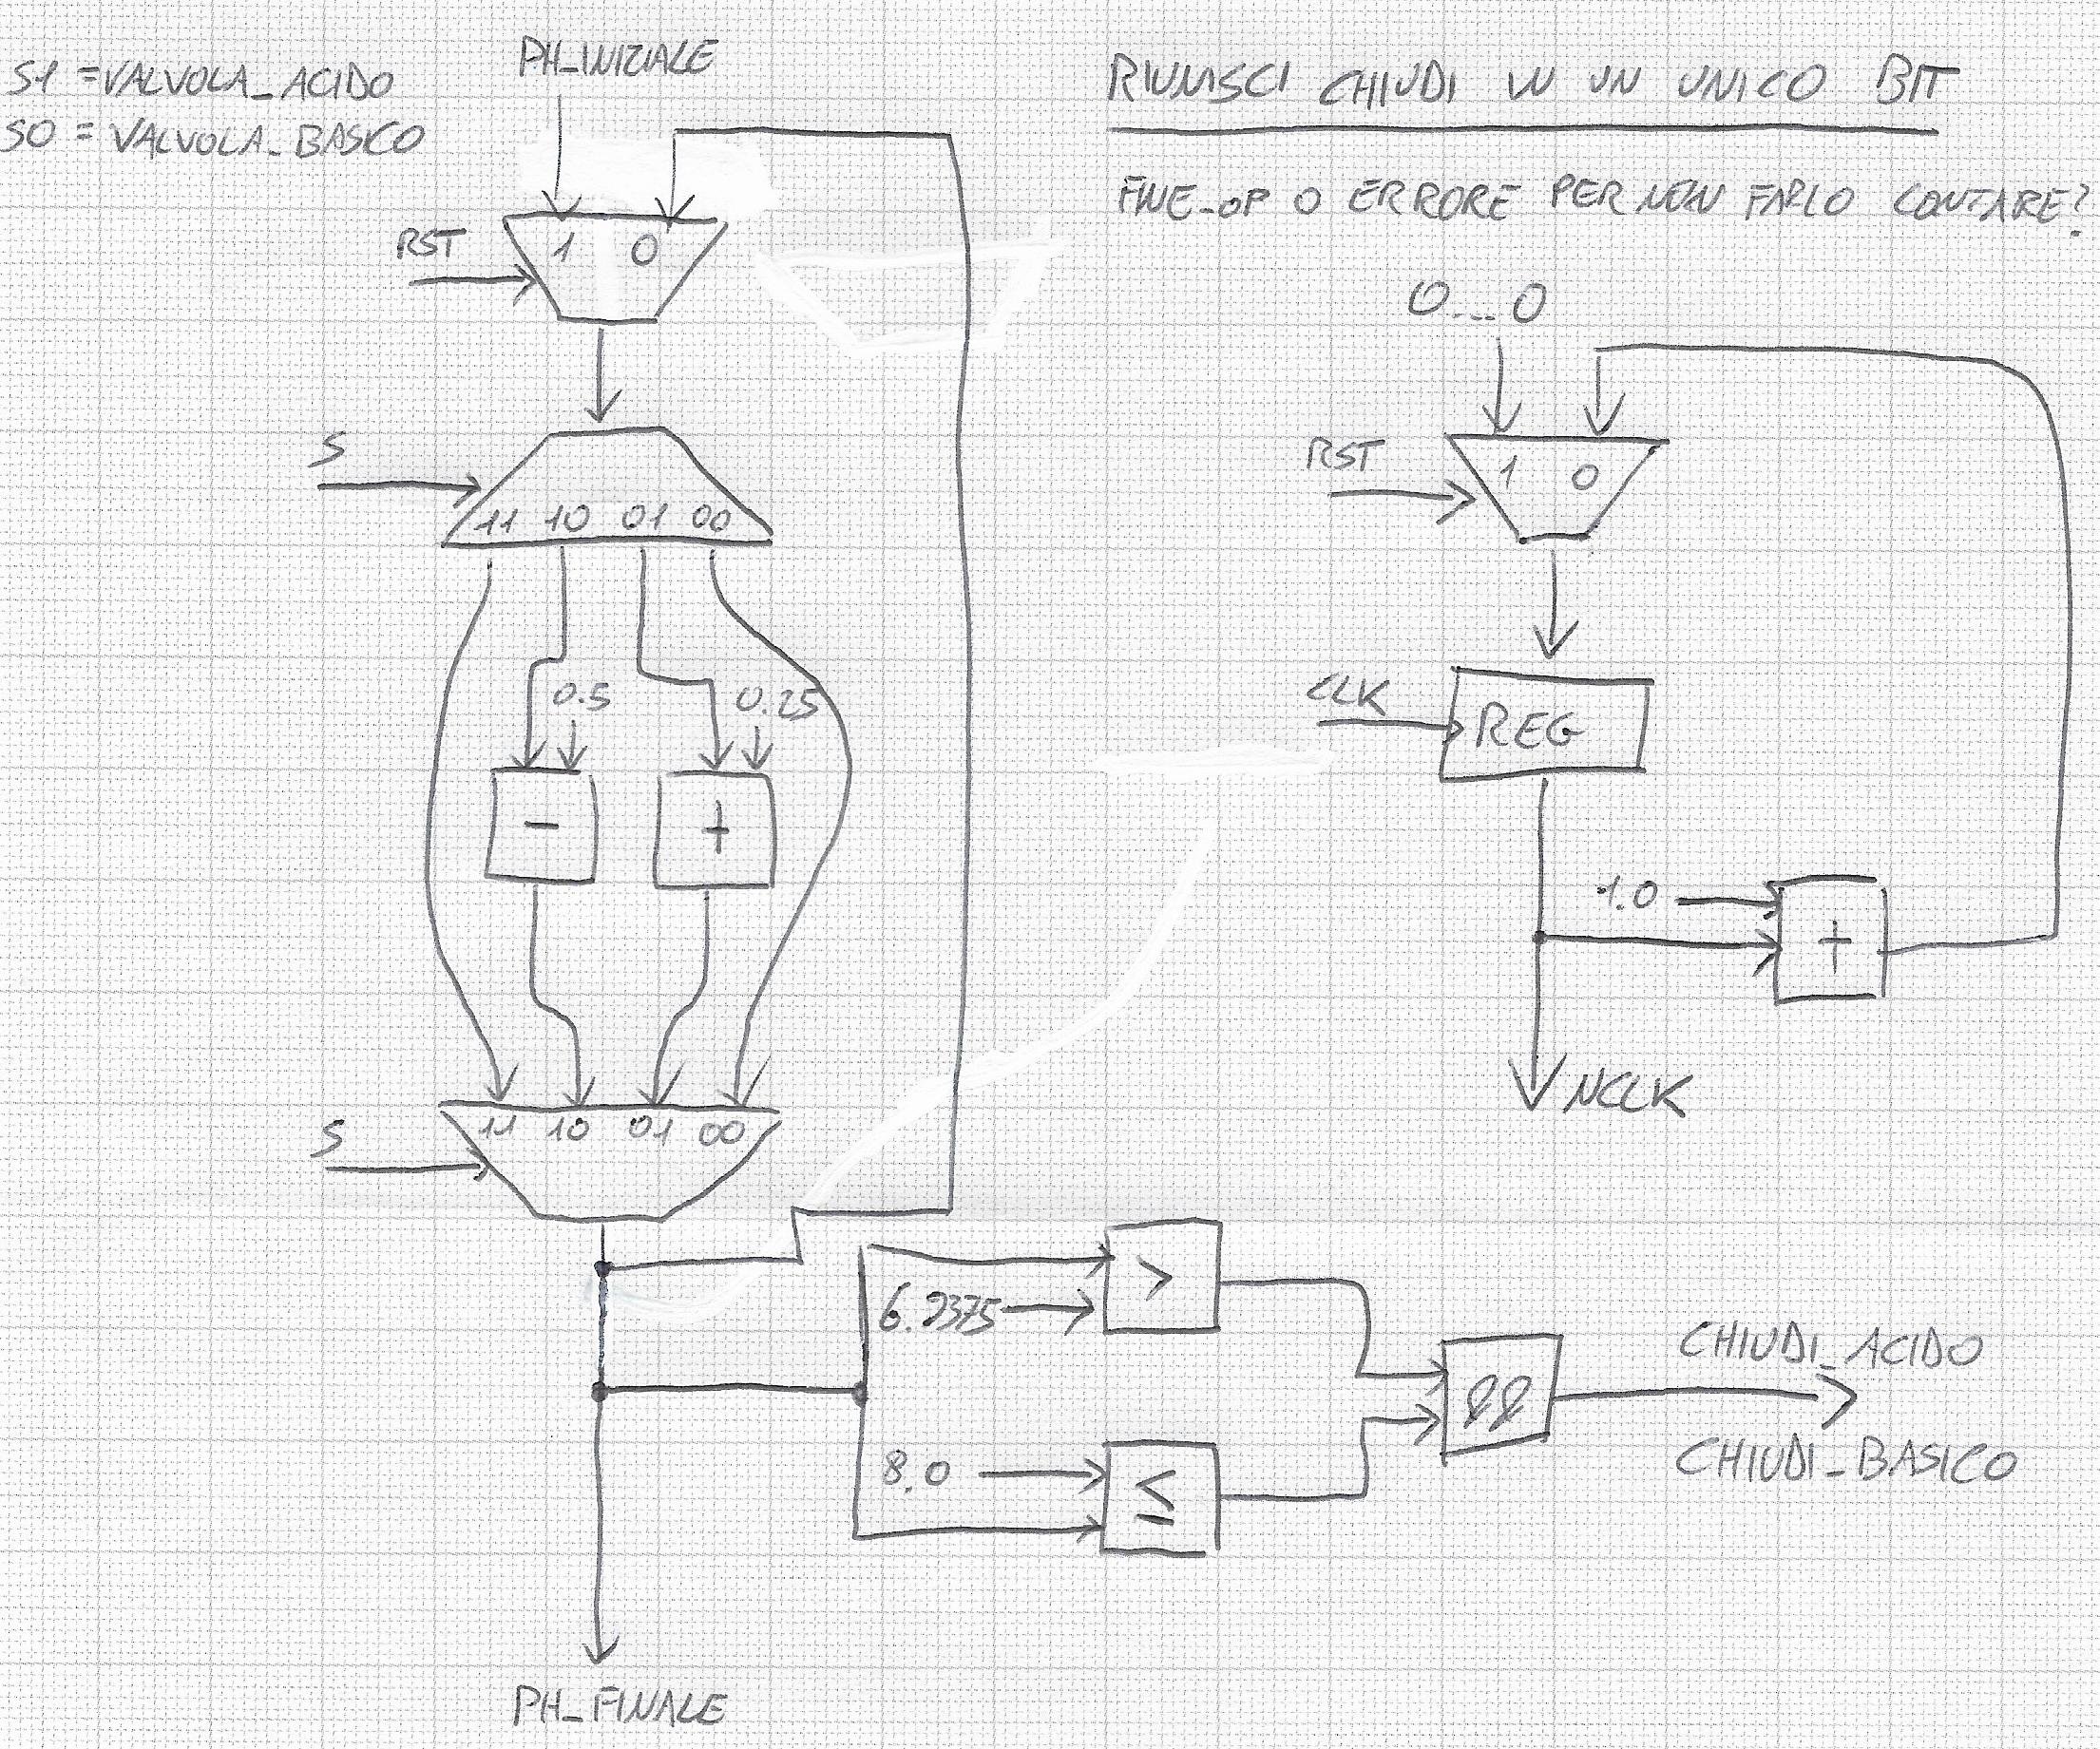 S1 = VALVOLA_ACIDO
S0 = VALVOLA_BASICO
PH_INIZIALE
RST
1 0
S
11 10 01 00
0.5
0.25
-
+
S
11 10 01 00
6.9375
>
8.0
≤
&&
CHIUDI_ACIDO
CHIUDI_BASICO
PH_FINALE
RIUNISCI CHIUDI IN UN UNICO BIT
FINE_OP O ERRORE PER NON FARLO CONTARE?
0...0
RST
1 0
CLK
REG
1.0
+
NCLK